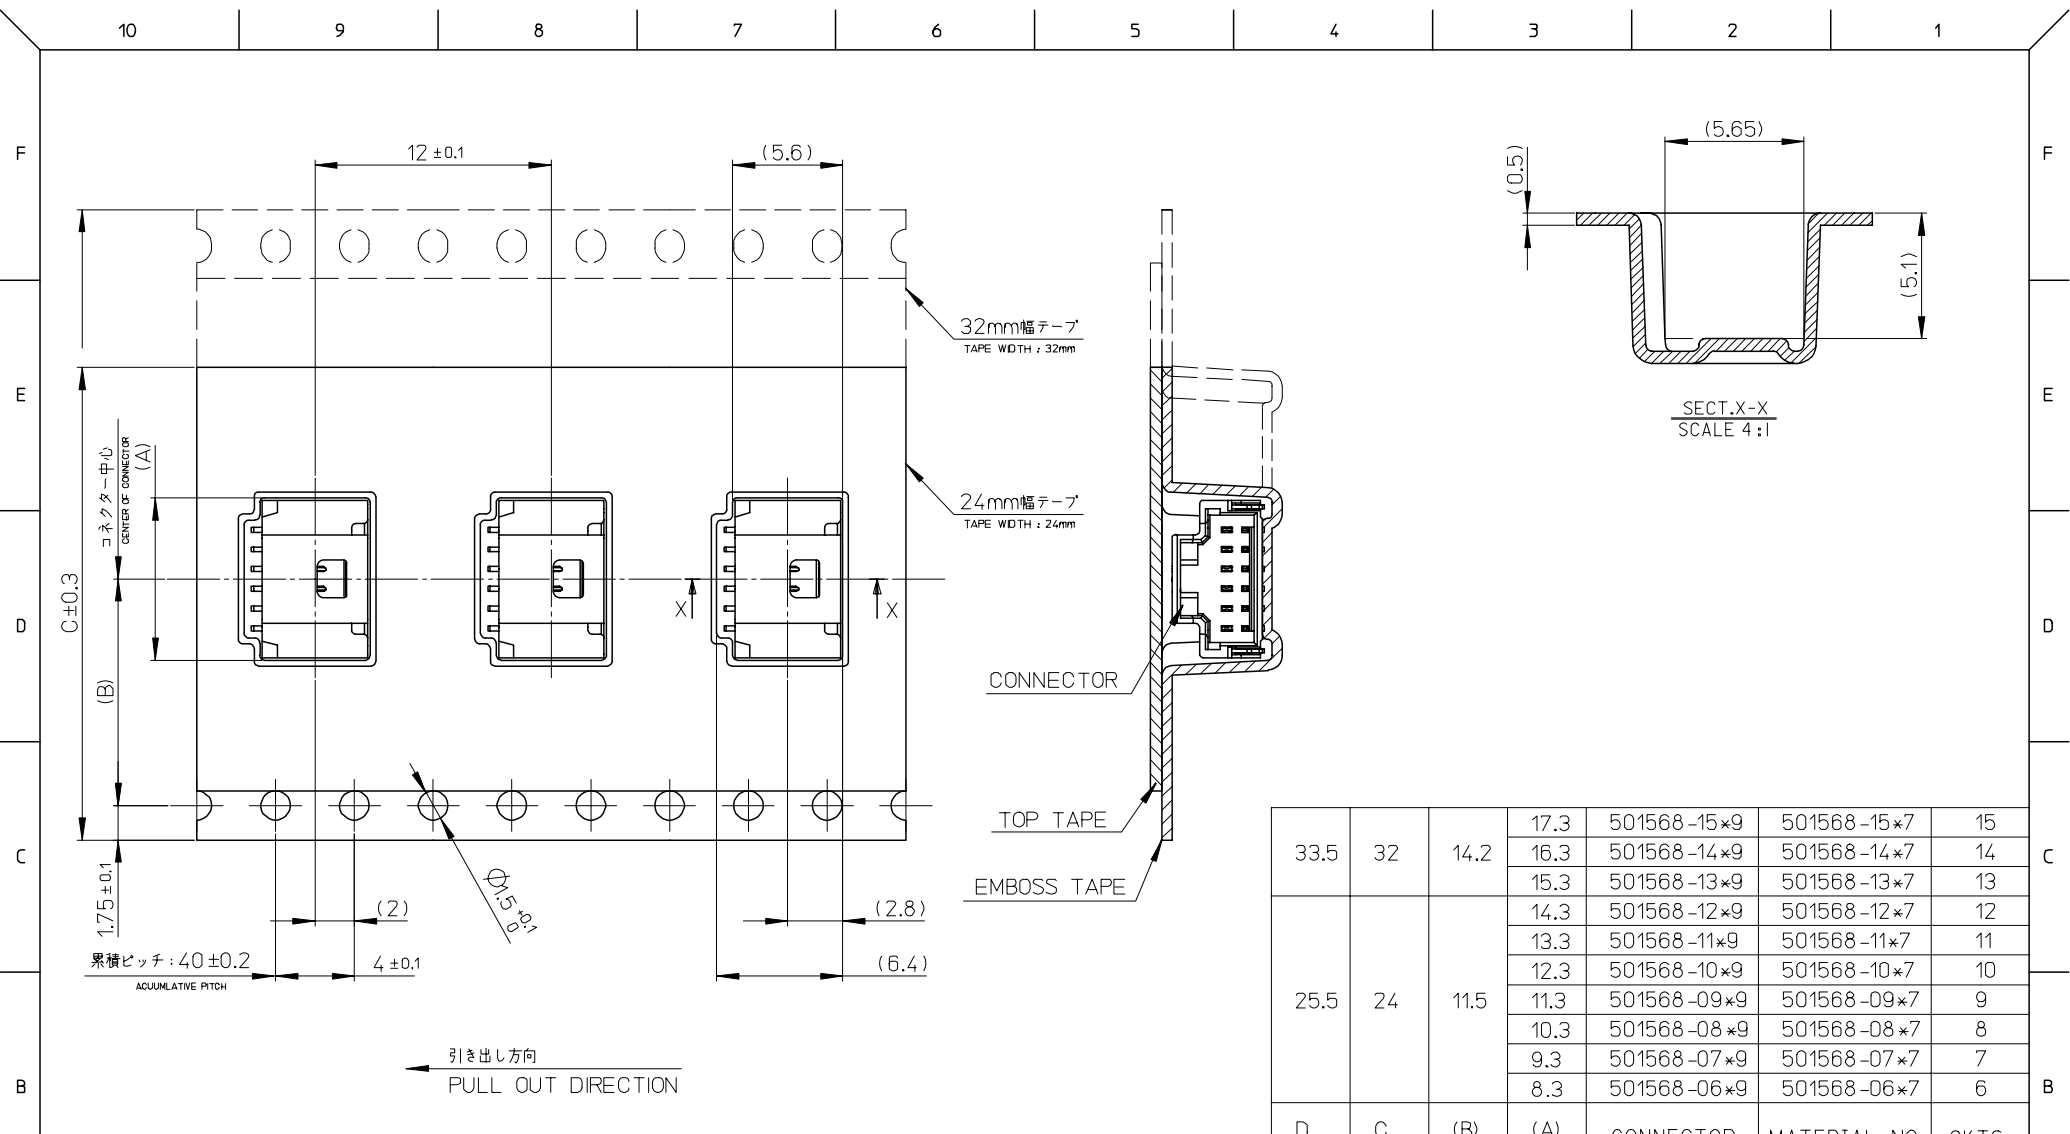 10 9 8 7 6 5 4 3 2 1
F F
E E
D D
C C
B B
12 ±0.1
(5.6)
(5.65)
(0.5)
(5.1)
SECT.X-X
SCALE 4:1
32mm幅テープ
TAPE WIDTH : 32mm
24mm幅テープ
TAPE WIDTH : 24mm
コネクター中心
CENTER OF CONNECTOR
(A)
C±0.3
(B)
X X
CONNECTOR
TOP TAPE
EMBOSS TAPE
1.75±0.1
(2)
Ø1.5 +0.1 0
(2.8)
累積ピッチ:40±0.2
ACUUMLATIVE PITCH
4 ±0.1
(6.4)
引き出し方向
PULL OUT DIRECTION
17.3 501568-15*9 501568-15*7 15
33.5 32 14.2 16.3 501568-14*9 501568-14*7 14
15.3 501568-13*9 501568-13*7 13
14.3 501568-12*9 501568-12*7 12
13.3 501568-11*9 501568-11*7 11
12.3 501568-10*9 501568-10*7 10
25.5 24 11.5 11.3 501568-09*9 501568-09*7 9
10.3 501568-08*9 501568-08*7 8
9.3 501568-07*9 501568-07*7 7
8.3 501568-06*9 501568-06*7 6
D C (B) (A) CONNECTOR MATERIAL NO CKTS